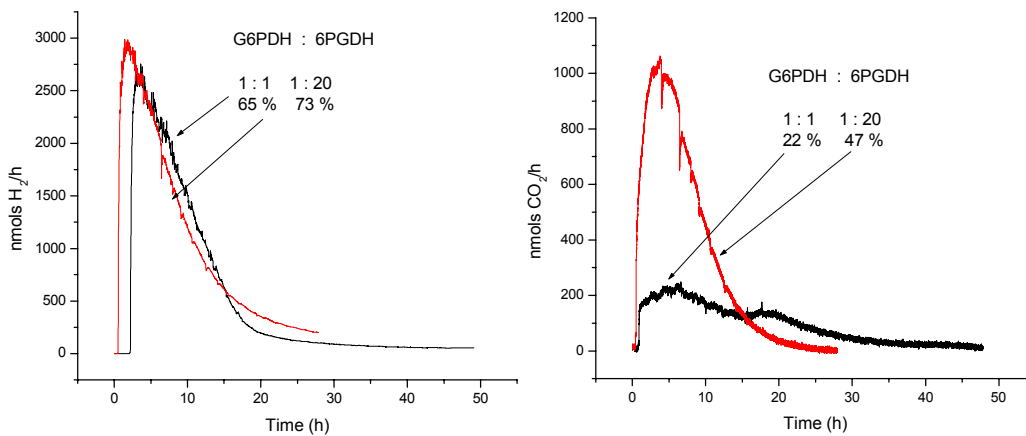 G6PDH : 6PGDH
1 : 1 1 : 20
65 % 73 %
3000
2500
2000
1500
1000
500
0
nmols H2/h
0 10 20 30 40 50
Time (h)
G6PDH : 6PGDH
1 : 1 1 : 20
22 % 47 %
1000
800
600
400
200
0
nmols CO2/h
0 10 20 30 40 50
Time (h)